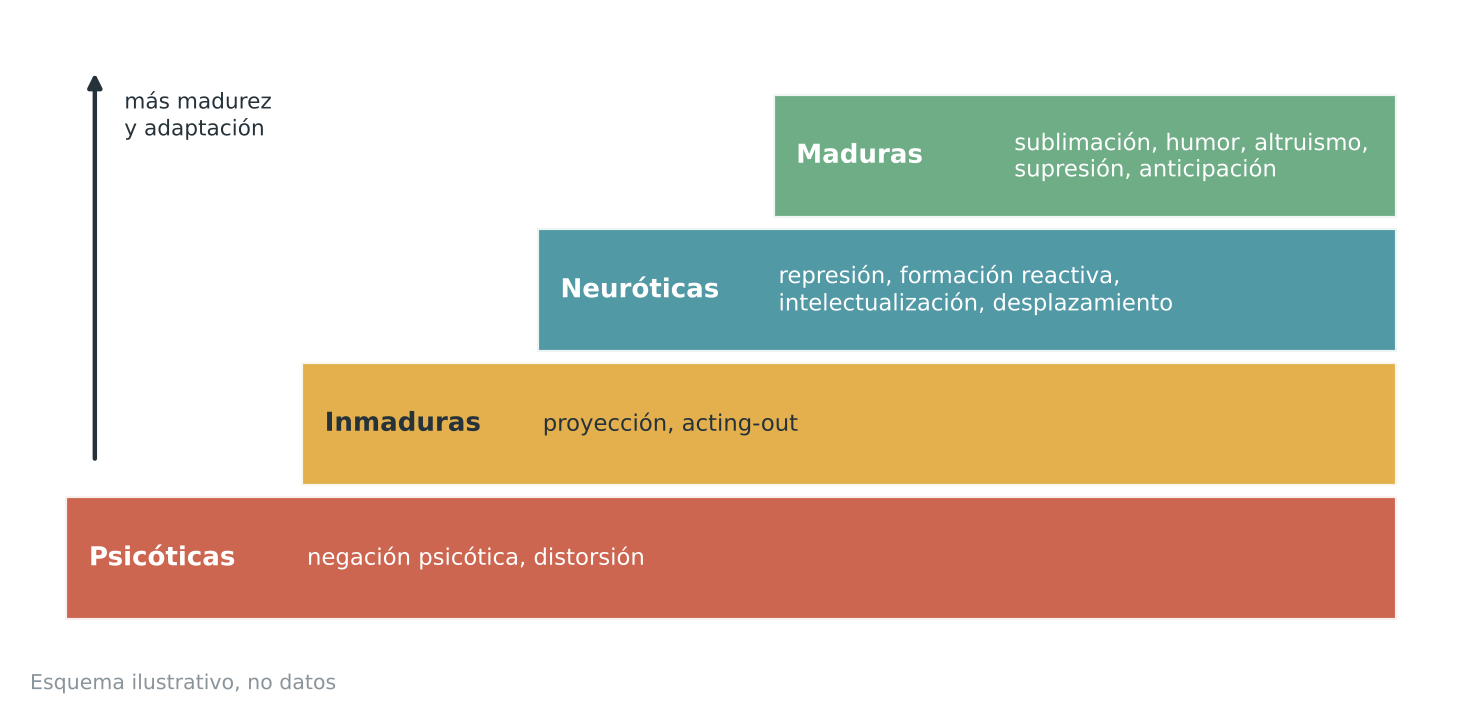 más madurez
y adaptación
Maduras
sublimación, humor, altruismo,
supresión, anticipación
Neuróticas
represión, formación reactiva,
intelectualización, desplazamiento
Inmaduras
proyección, acting-out
Psicóticas
negación psicótica, distorsión
Esquema ilustrativo, no datos